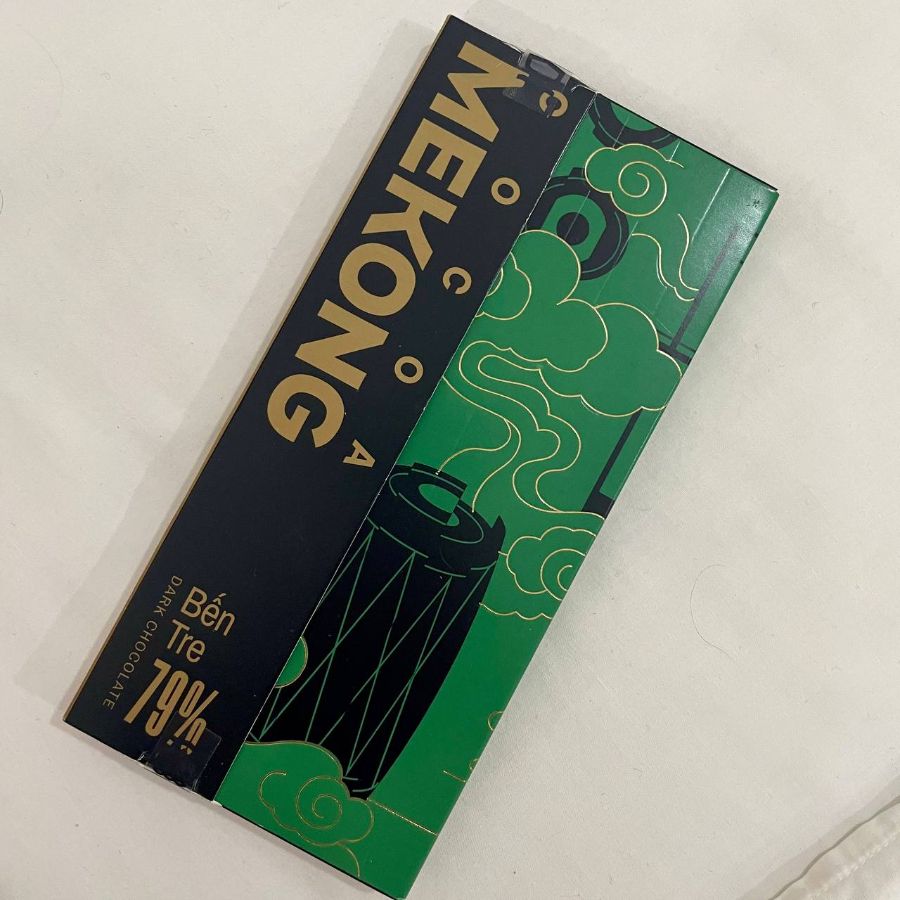 COCOA
MEKONG
Bến
Tre
79%
DARK CHOCOLATE